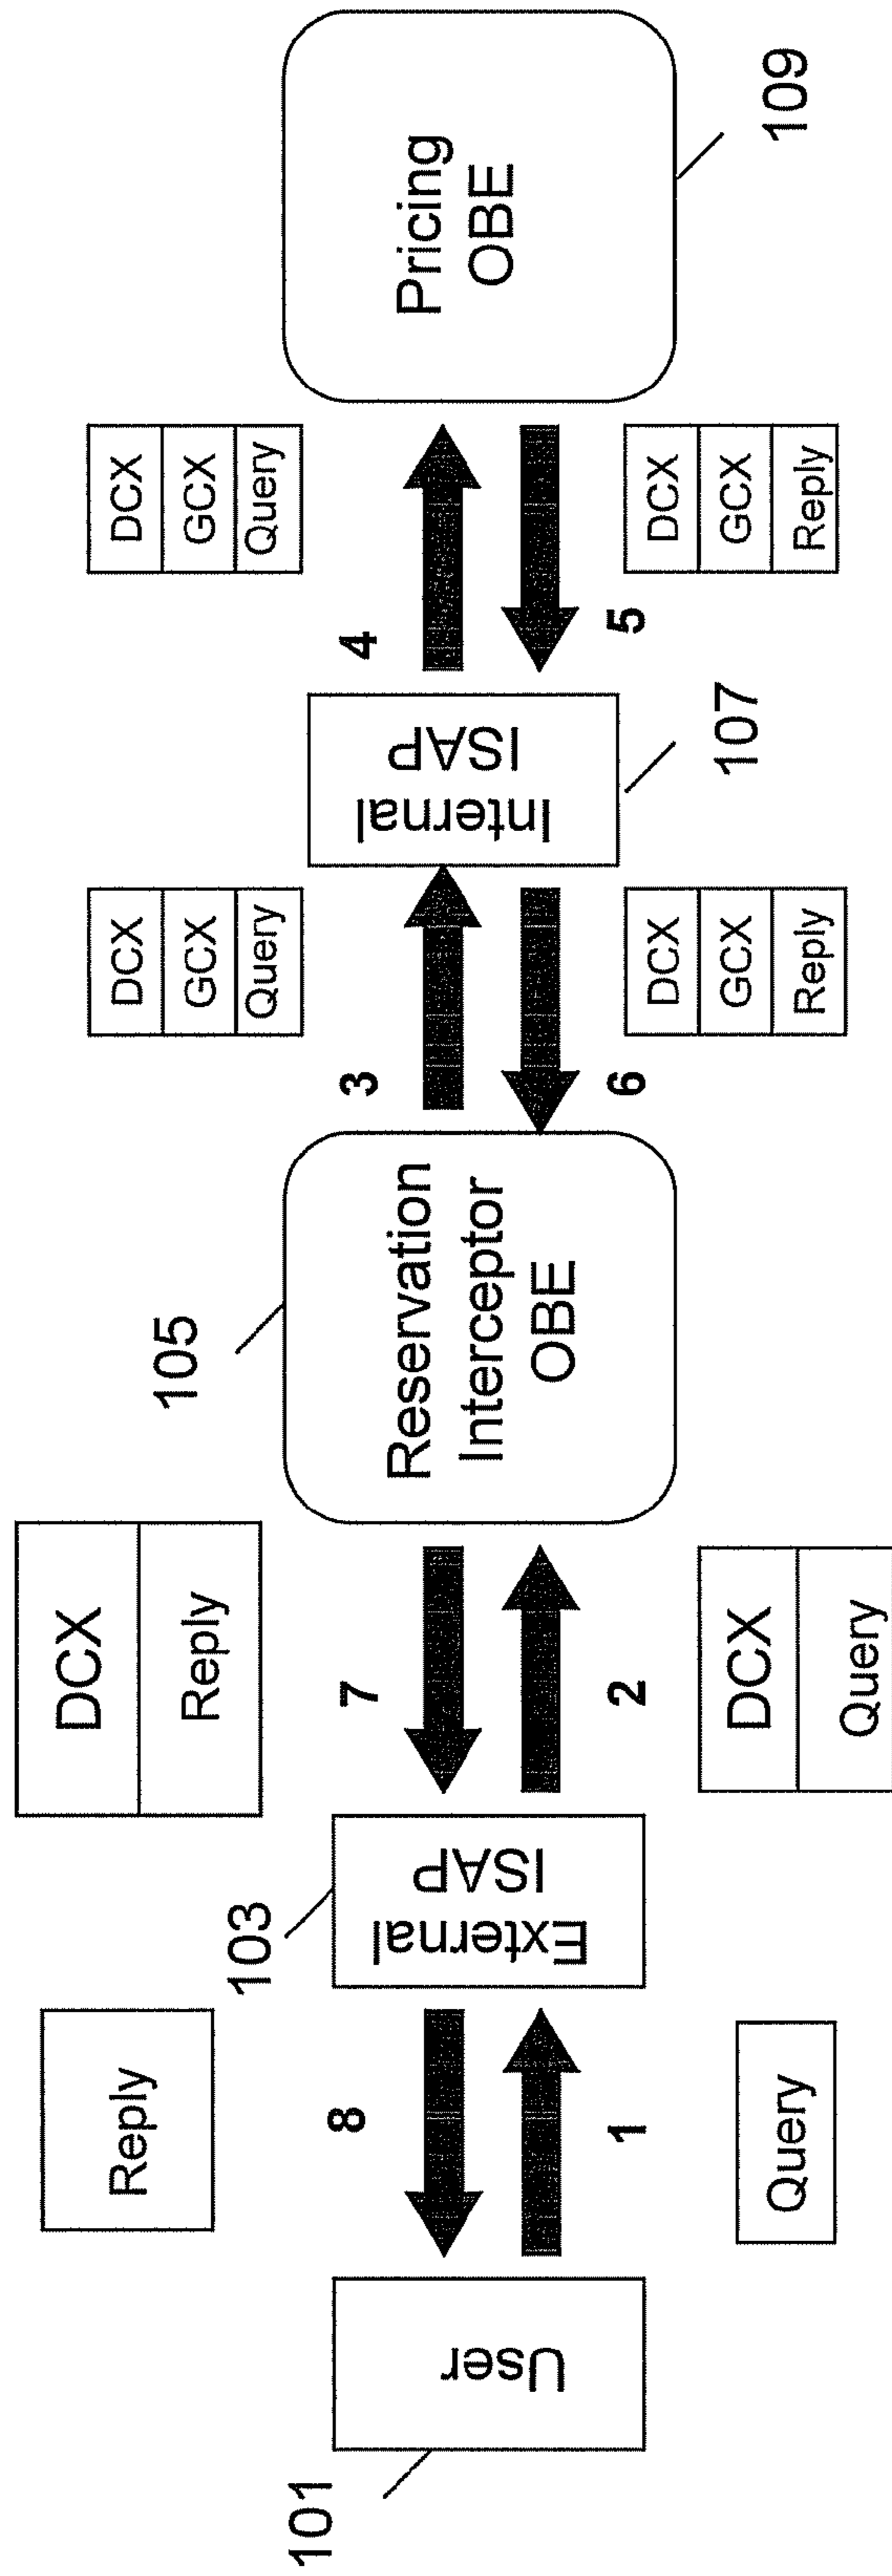 Reply
DCX
Reply
DCX
GCX
Query
DCX
GCX
Query
101
103
105
8
7
3
4
User
External
ISAP
Reservation
Interceptor
OBE
Internal
ISAP
Pricing
OBE
1
2
6
5
107
109
Query
DCX
Query
DCX
GCX
Reply
DCX
GCX
Reply